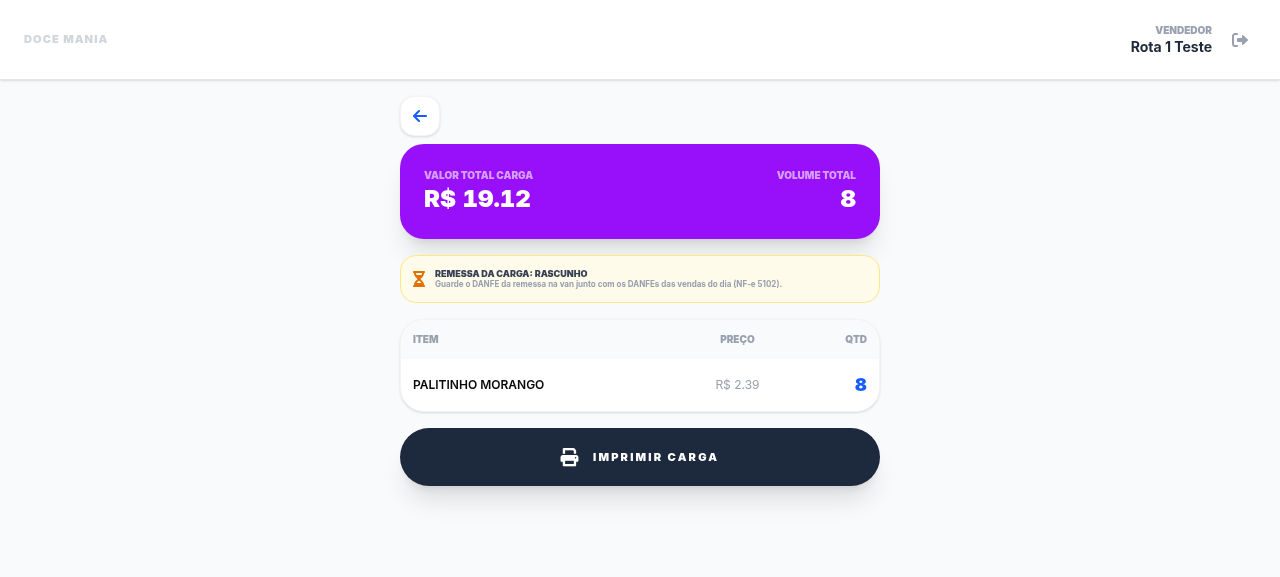 DOCE MANIA
VENDEDOR
Rota 1 Teste
VALOR TOTAL CARGA
R$ 19.12
VOLUME TOTAL
8
REMESSA DA CARGA: RASCUNHO
Guarde o DANFE da remessa na van junto com os DANFEs das vendas do dia (NF-e 5102).
ITEM PREÇO QTD
PALITINHO MORANGO R$ 2.39 8
IMPRIMIR CARGA